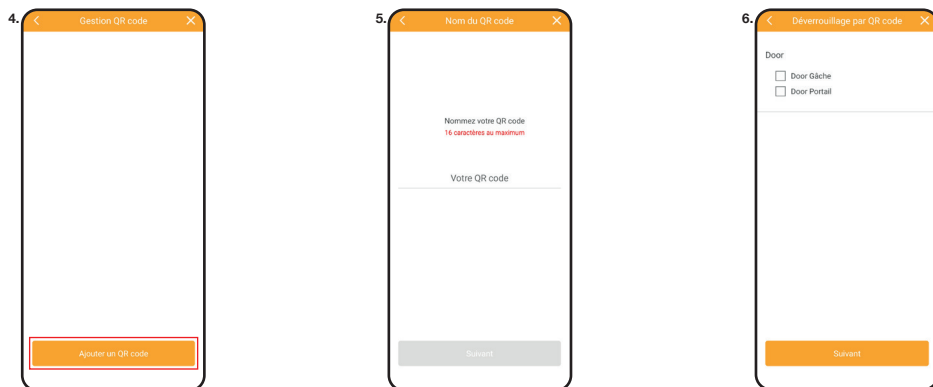 4.
Gestion QR code
Ajouter un QR code
5.
Nom du QR code
Nommez votre QR code
16 caractères au maximum
Votre QR code
Suivant
6.
Déverrouillage par QR code
Door
Door Gâche
Door Portail
Suivant